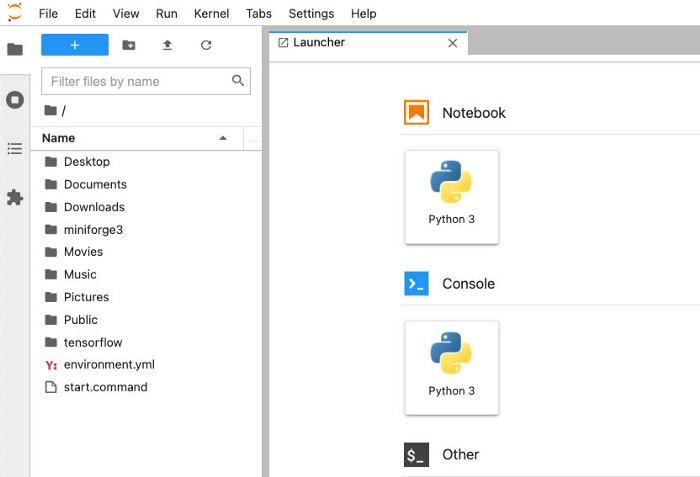 File Edit View Run Kernel Tabs Settings Help
+
Filter files by name
/
Name
...
Desktop
Documents
Downloads
miniforge3
Movies
Music
Pictures
Public
tensorflow
Y: environment.yml
start.command
Launcher
Notebook
Python 3
>_ Console
Python 3
$_ Other